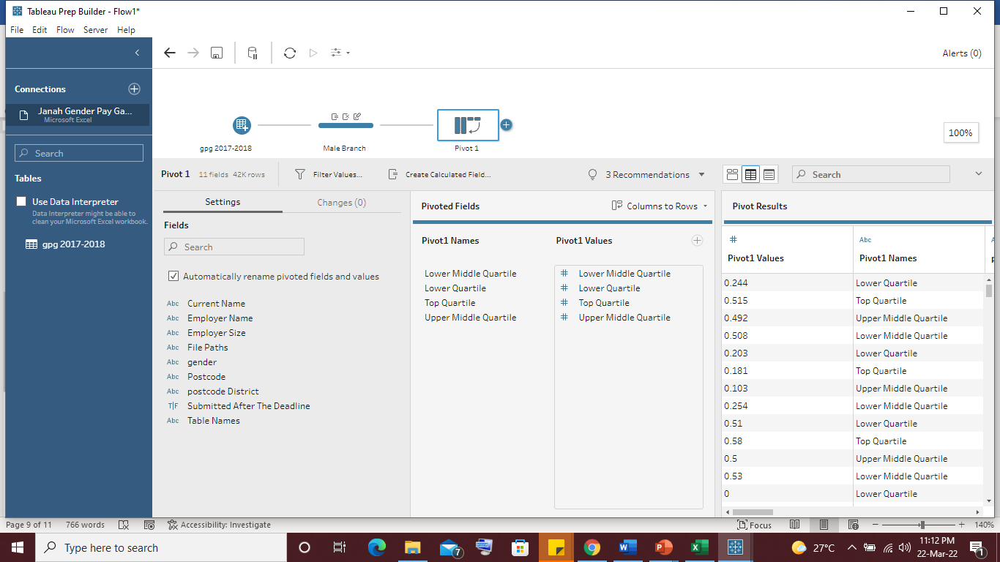 Tableau Prep Builder - Flow1*
File Edit Flow Server Help
Alerts (0)
Connections
Janah Gender Pay Ga...
Microsoft Excel
Search
Tables
Use Data Interpreter
Data Interpreter might be able to
clean your Microsoft Excel workbook.
gpg 2017-2018
gpg 2017-2018
Male Branch
Pivot 1
100%
Pivot 1 11 fields 42K rows Filter Values... Create Calculated Field... 3 Recommendations Search
Settings Changes (0)
Fields
Search
Automatically rename pivoted fields and values
Abc Current Name
Abc Employer Name
Abc Employer Size
Abc File Paths
Abc gender
Abc Postcode
Abc postcode District
T|F Submitted After The Deadline
Abc Table Names
Pivoted Fields Columns to Rows
Pivot1 Names Pivot1 Values
Lower Middle Quartile # Lower Middle Quartile
Lower Quartile # Lower Quartile
Top Quartile # Top Quartile
Upper Middle Quartile # Upper Middle Quartile
Pivot Results
# Abc
Pivot1 Values Pivot1 Names
0.244 Lower Quartile
0.515 Top Quartile
0.492 Upper Middle Quartile
0.508 Lower Middle Quartile
0.203 Lower Quartile
0.181 Top Quartile
0.103 Upper Middle Quartile
0.254 Lower Middle Quartile
0.51 Lower Quartile
0.58 Top Quartile
0.5 Upper Middle Quartile
0.53 Lower Middle Quartile
0 Lower Quartile
Page 9 of 11 766 words Accessibility: Investigate Focus 140%
Type here to search
7
27°C
11:12 PM
22-Mar-22
1